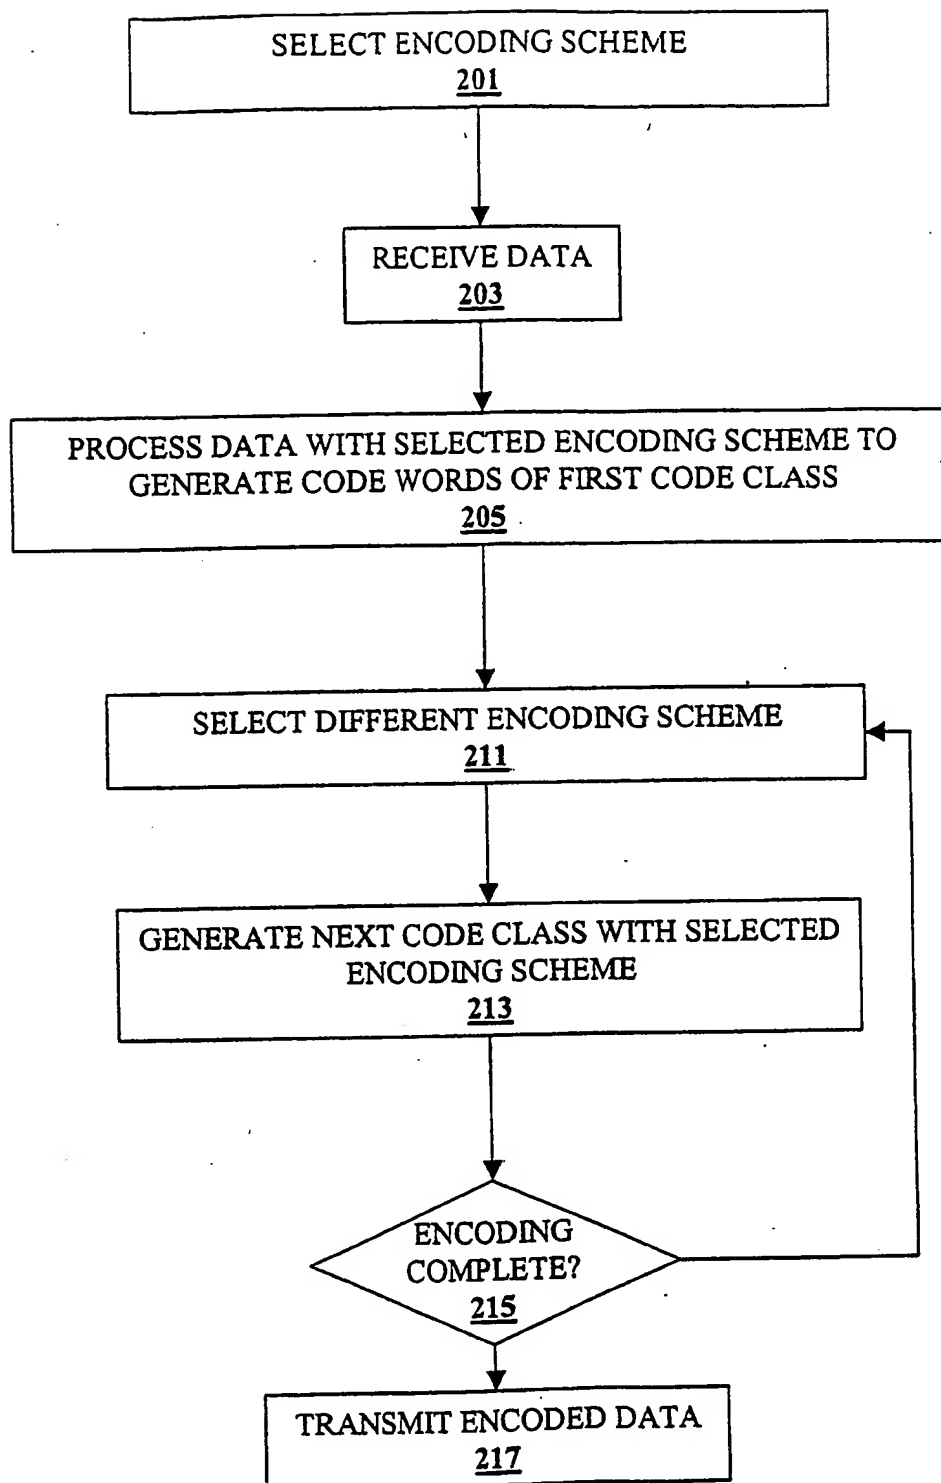 SELECT ENCODING SCHEME
201
RECEIVE DATA
203
PROCESS DATA WITH SELECTED ENCODING SCHEME TO
GENERATE CODE WORDS OF FIRST CODE CLASS
205
SELECT DIFFERENT ENCODING SCHEME
211
GENERATE NEXT CODE CLASS WITH SELECTED
ENCODING SCHEME
213
ENCODING
COMPLETE?
215
TRANSMIT ENCODED DATA
217